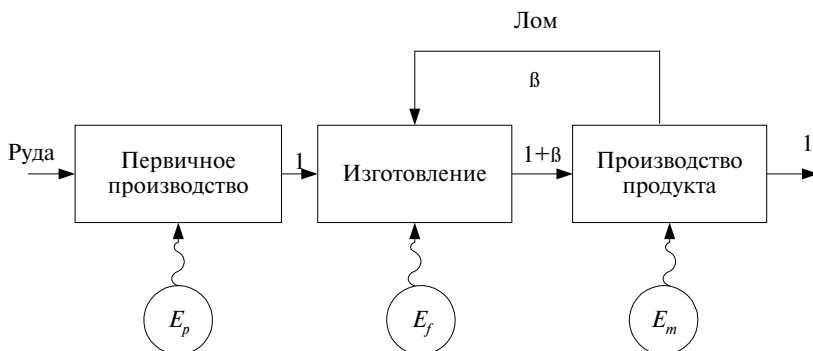 Лом
ß
Руда
Первичное
производство
1
Изготовление
1+ß
Производство
продукта
1
E_p
E_f
E_m